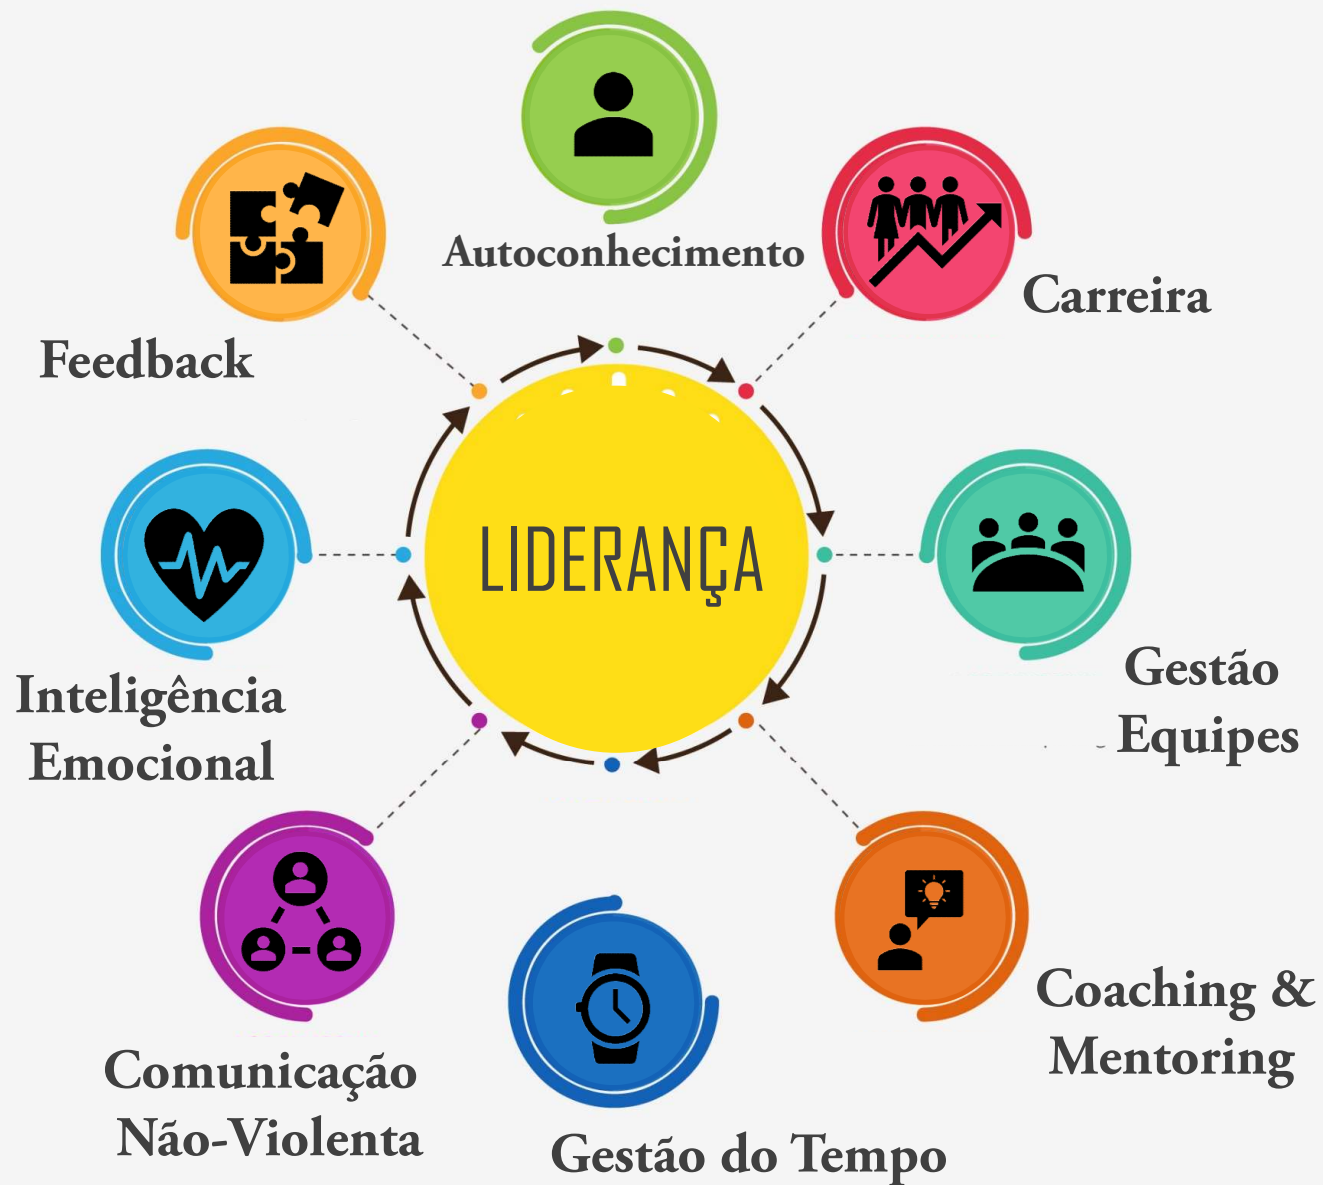 Autoconhecimento
Carreira
Feedback
LIDERANÇA
Gestão
Equipes
Inteligência
Emocional
Coaching &
Mentoring
Comunicação
Não-Violenta
Gestão do Tempo